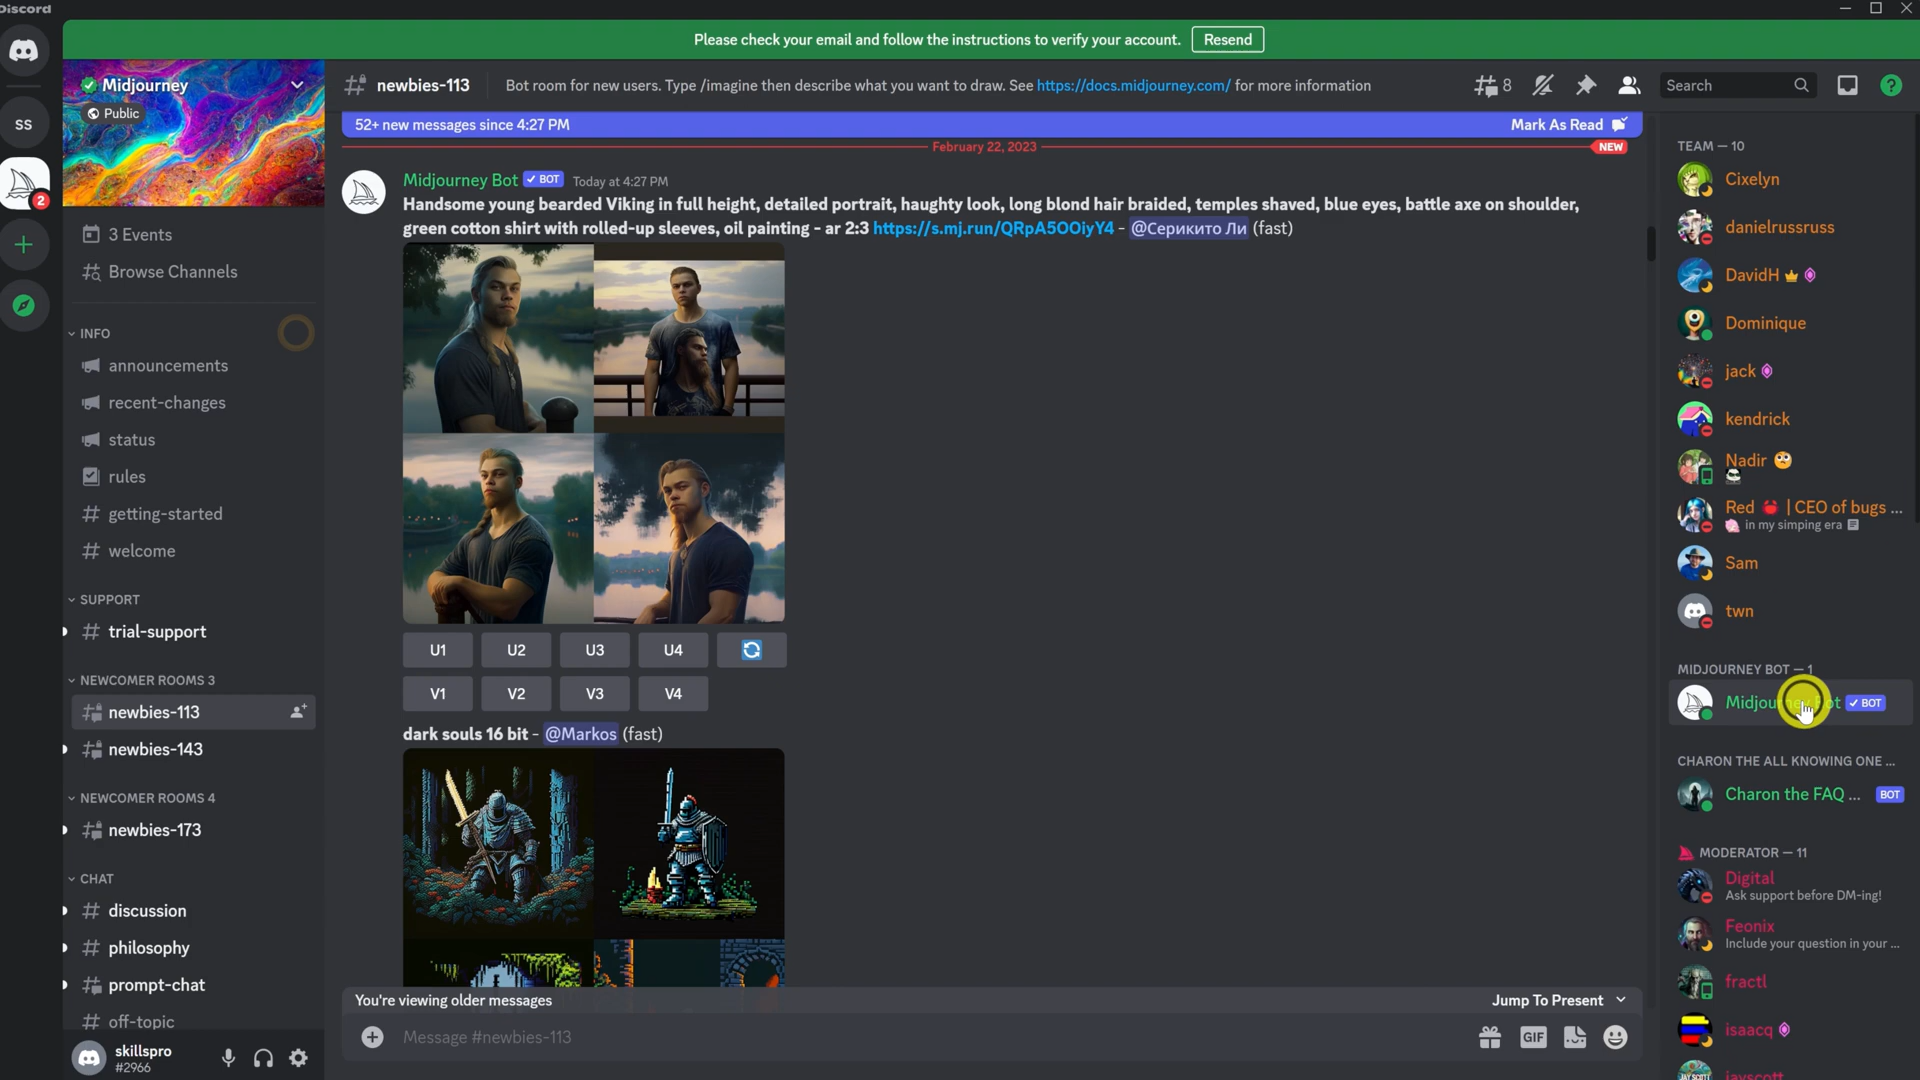 Discord
Please check your email and follow the instructions to verify your account.
Resend
Midjourney
Public
SS
2
3 Events
Browse Channels
INFO
announcements
recent-changes
status
rules
getting-started
welcome
SUPPORT
trial-support
NEWCOMER ROOMS 3
newbies-113
newbies-143
NEWCOMER ROOMS 4
newbies-173
CHAT
discussion
philosophy
prompt-chat
off-topic
skillspro
#2966
newbies-113
Bot room for new users. Type /imagine then describe what you want to draw. See https://docs.midjourney.com/ for more information
8
Search
52+ new messages since 4:27 PM
Mark As Read
February 22, 2023
NEW
Midjourney Bot BOT Today at 4:27 PM
Handsome young bearded Viking in full height, detailed portrait, haughty look, long blond hair braided, temples shaved, blue eyes, battle axe on shoulder,
green cotton shirt with rolled-up sleeves, oil painting - ar 2:3 https://s.mj.run/QRpA5OOiyY4 - @Серикито Ли (fast)
U1 U2 U3 U4
V1 V2 V3 V4
dark souls 16 bit - @Markos (fast)
You're viewing older messages
Jump To Present
Message #newbies-113
GIF
TEAM — 10
Cixelyn
danielrussruss
DavidH
Dominique
jack
kendrick
Nadir
Red | CEO of bugs ...
in my simping era
Sam
twn
MIDJOURNEY BOT — 1
Midjourney Bot BOT
CHARON THE ALL KNOWING ONE ...
Charon the FAQ ... BOT
MODERATOR — 11
Digital
Ask support before DM-ing!
Feonix
Include your question in your ...
fractl
isaacq
jayscott